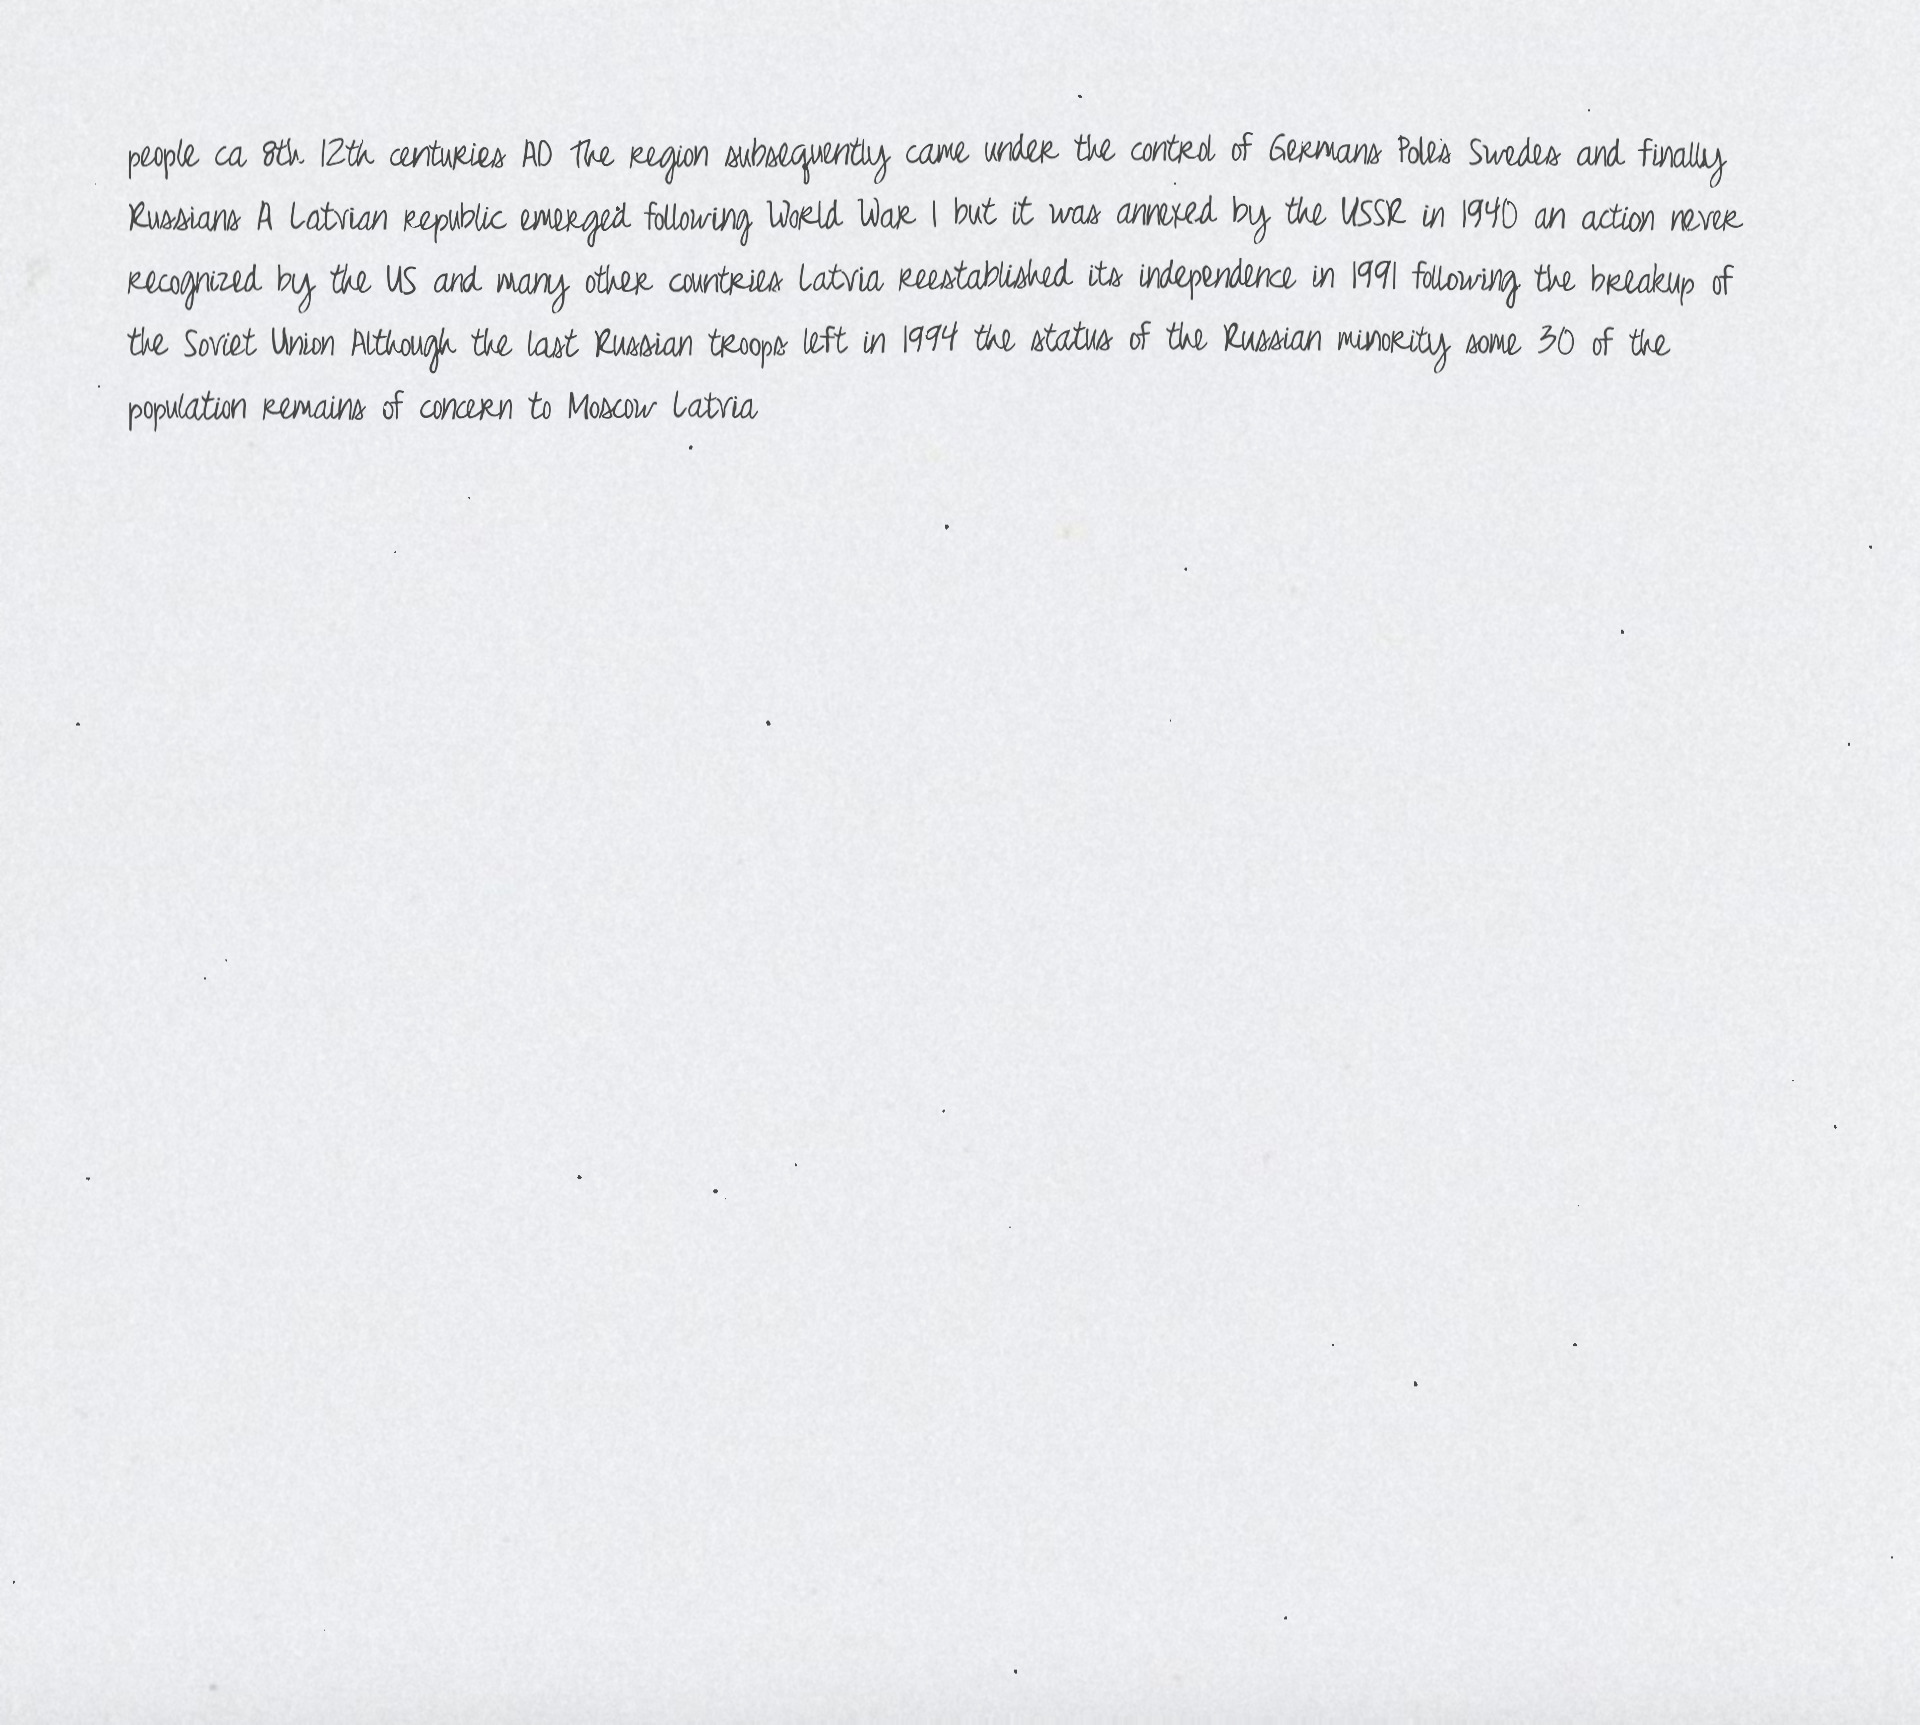 people ca 8th 12th centuries AD The region subsequently came under the control of Germans Poles Swedes and finally
Russians A Latvian republic emerged following World War I but it was annexed by the USSR in 1940 an action never
recognized by the US and many other countries Latvia reestablished its independence in 1991 following the breakup of
the Soviet Union Although the last Russian troops left in 1994 the status of the Russian minority some 30 of the
population remains of concern to Moscow Latvia